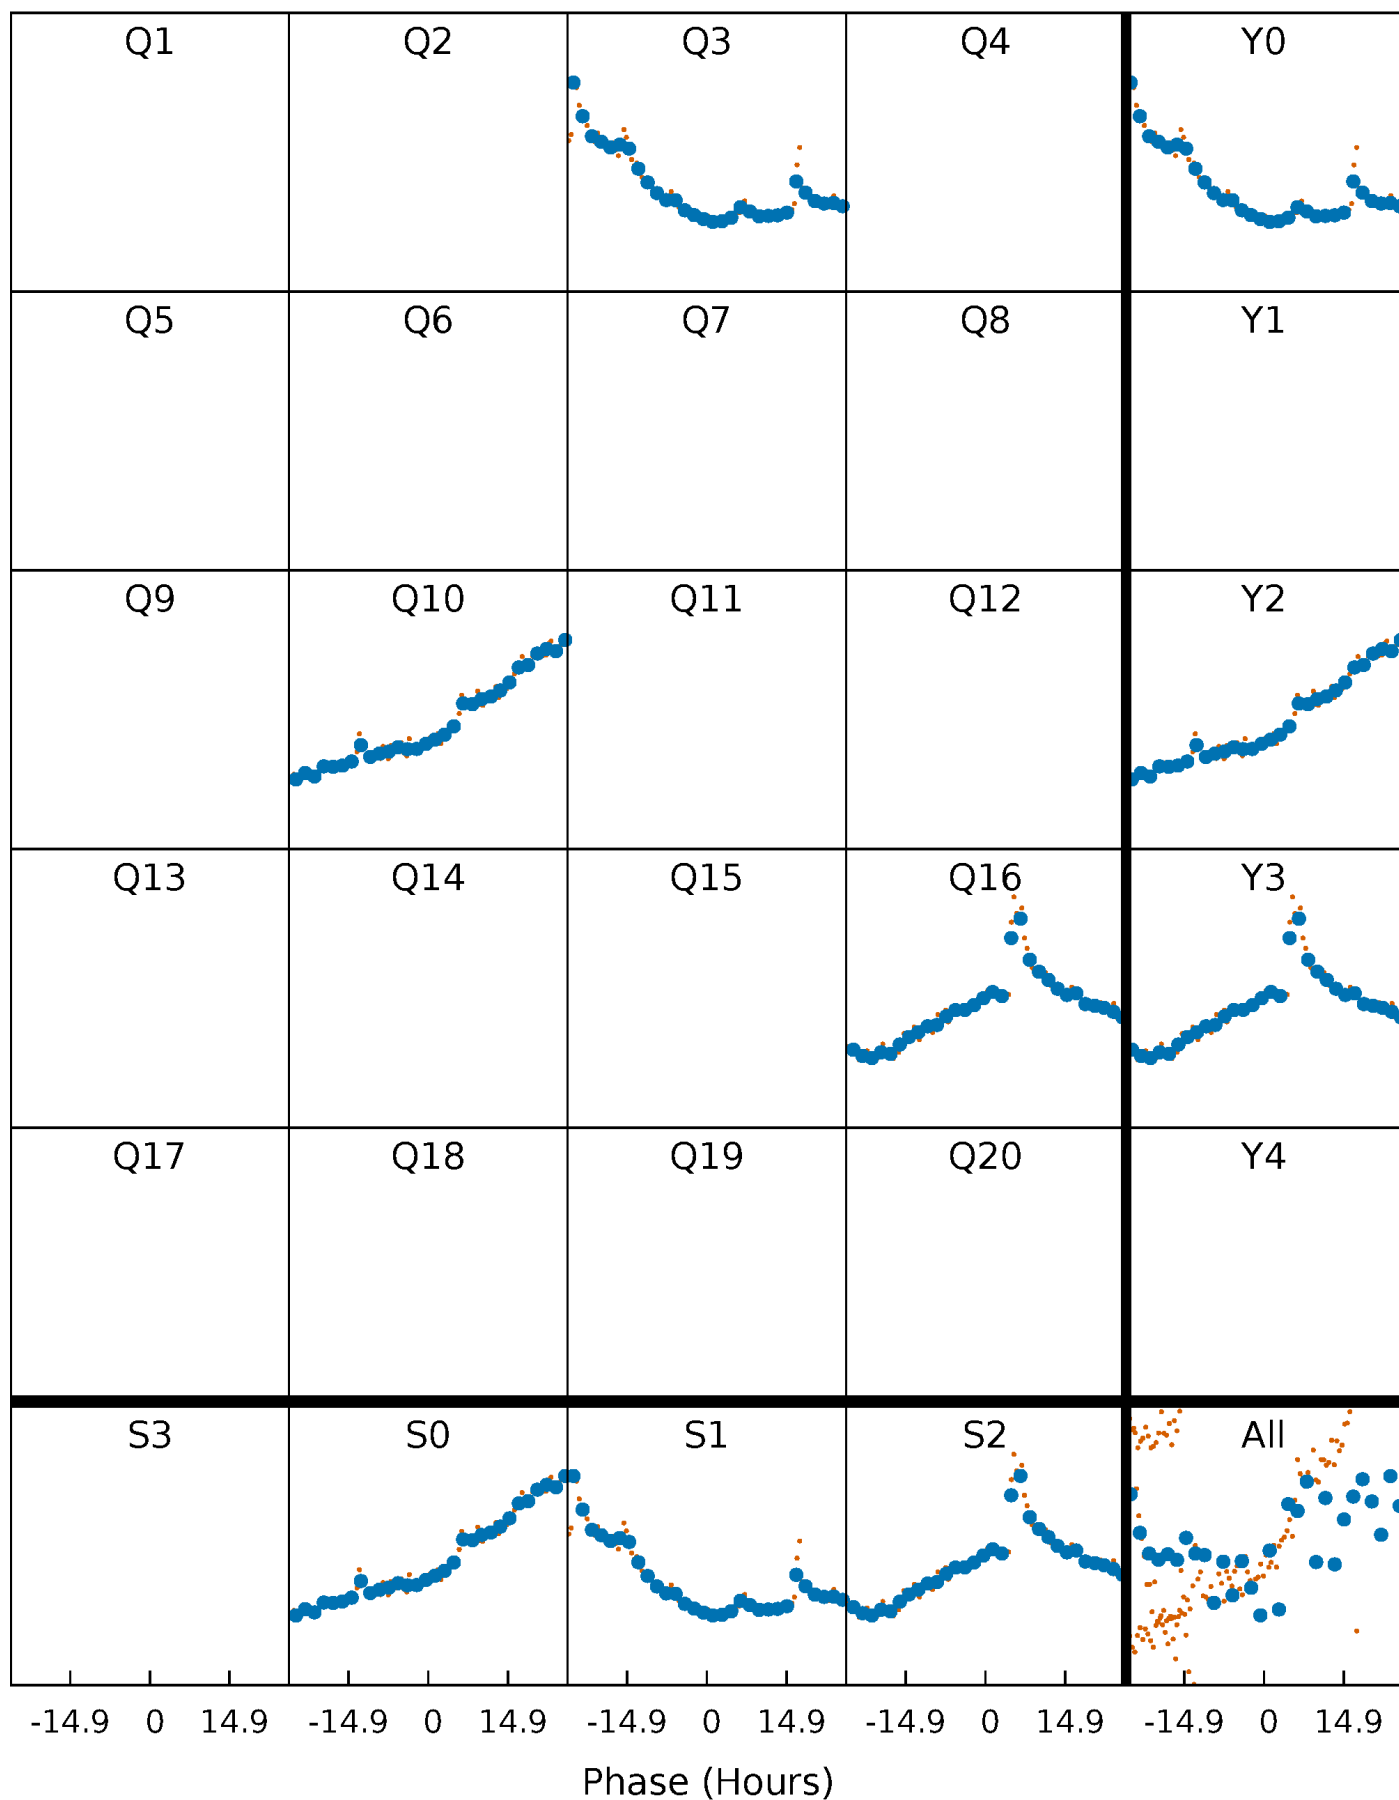 Q1 Q2 Q3 Q4 Y0
Q5 Q6 Q7 Q8 Y1
Q9 Q10 Q11 Q12 Y2
Q13 Q14 Q15 Q16 Y3
Q17 Q18 Q19 Q20 Y4
S3 S0 S1 S2 All
-14.9 0 14.9 -14.9 0 14.9 -14.9 0 14.9 -14.9 0 14.9 -14.9 0 14.9
Phase (Hours)